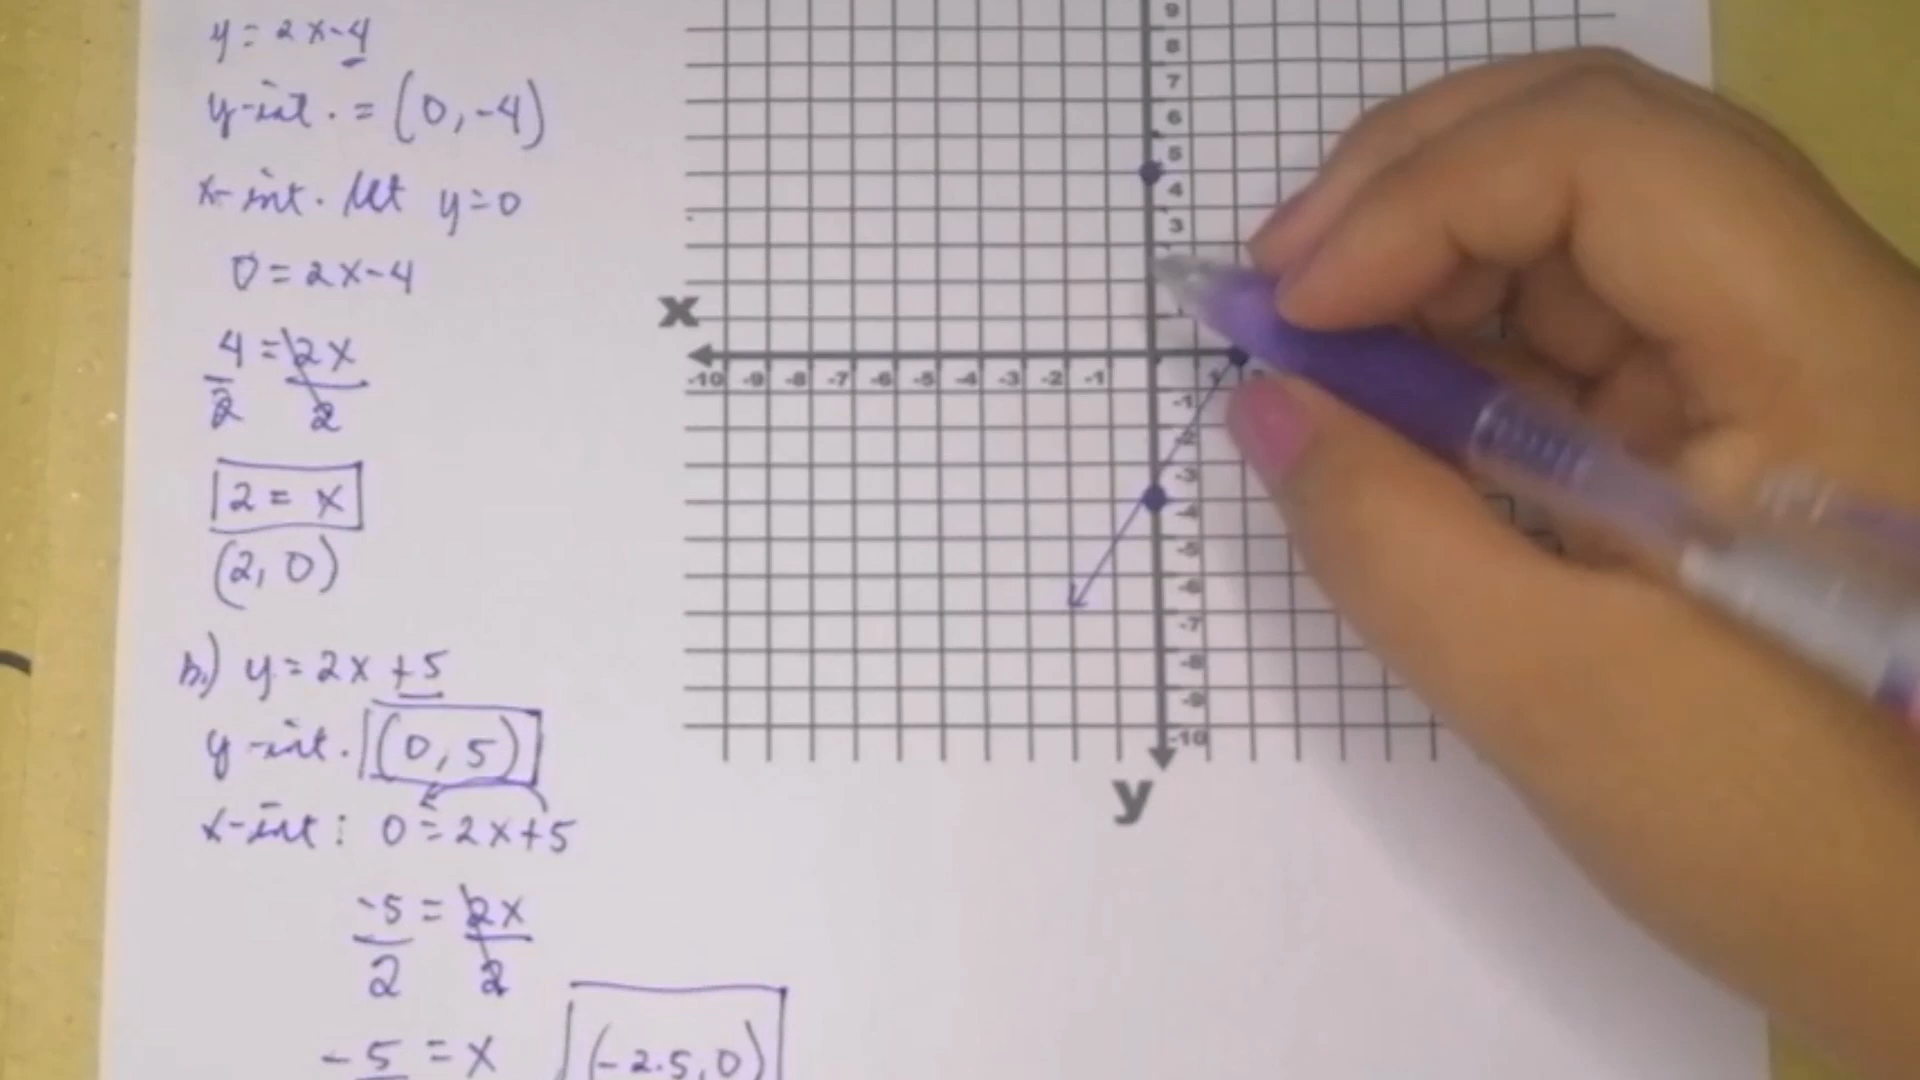 y = 2x-4
y-int. = (0,-4)
x-int. let y=0
0 = 2x-4
4 = 2x
2 2
2 = x
(2, 0)
b.) y = 2x +5
y-int. (0, 5)
x-int: 0 = 2x+5
-5 = 2x
2 2
-5 = x (-2.5, 0)
9
8
7
6
5
4
3
x
-10 -9 -8 -7 -6 -5 -4 -3 -2 -1 1
-1
-2
-3
-4
-5
-6
-7
-8
-9
-10
y